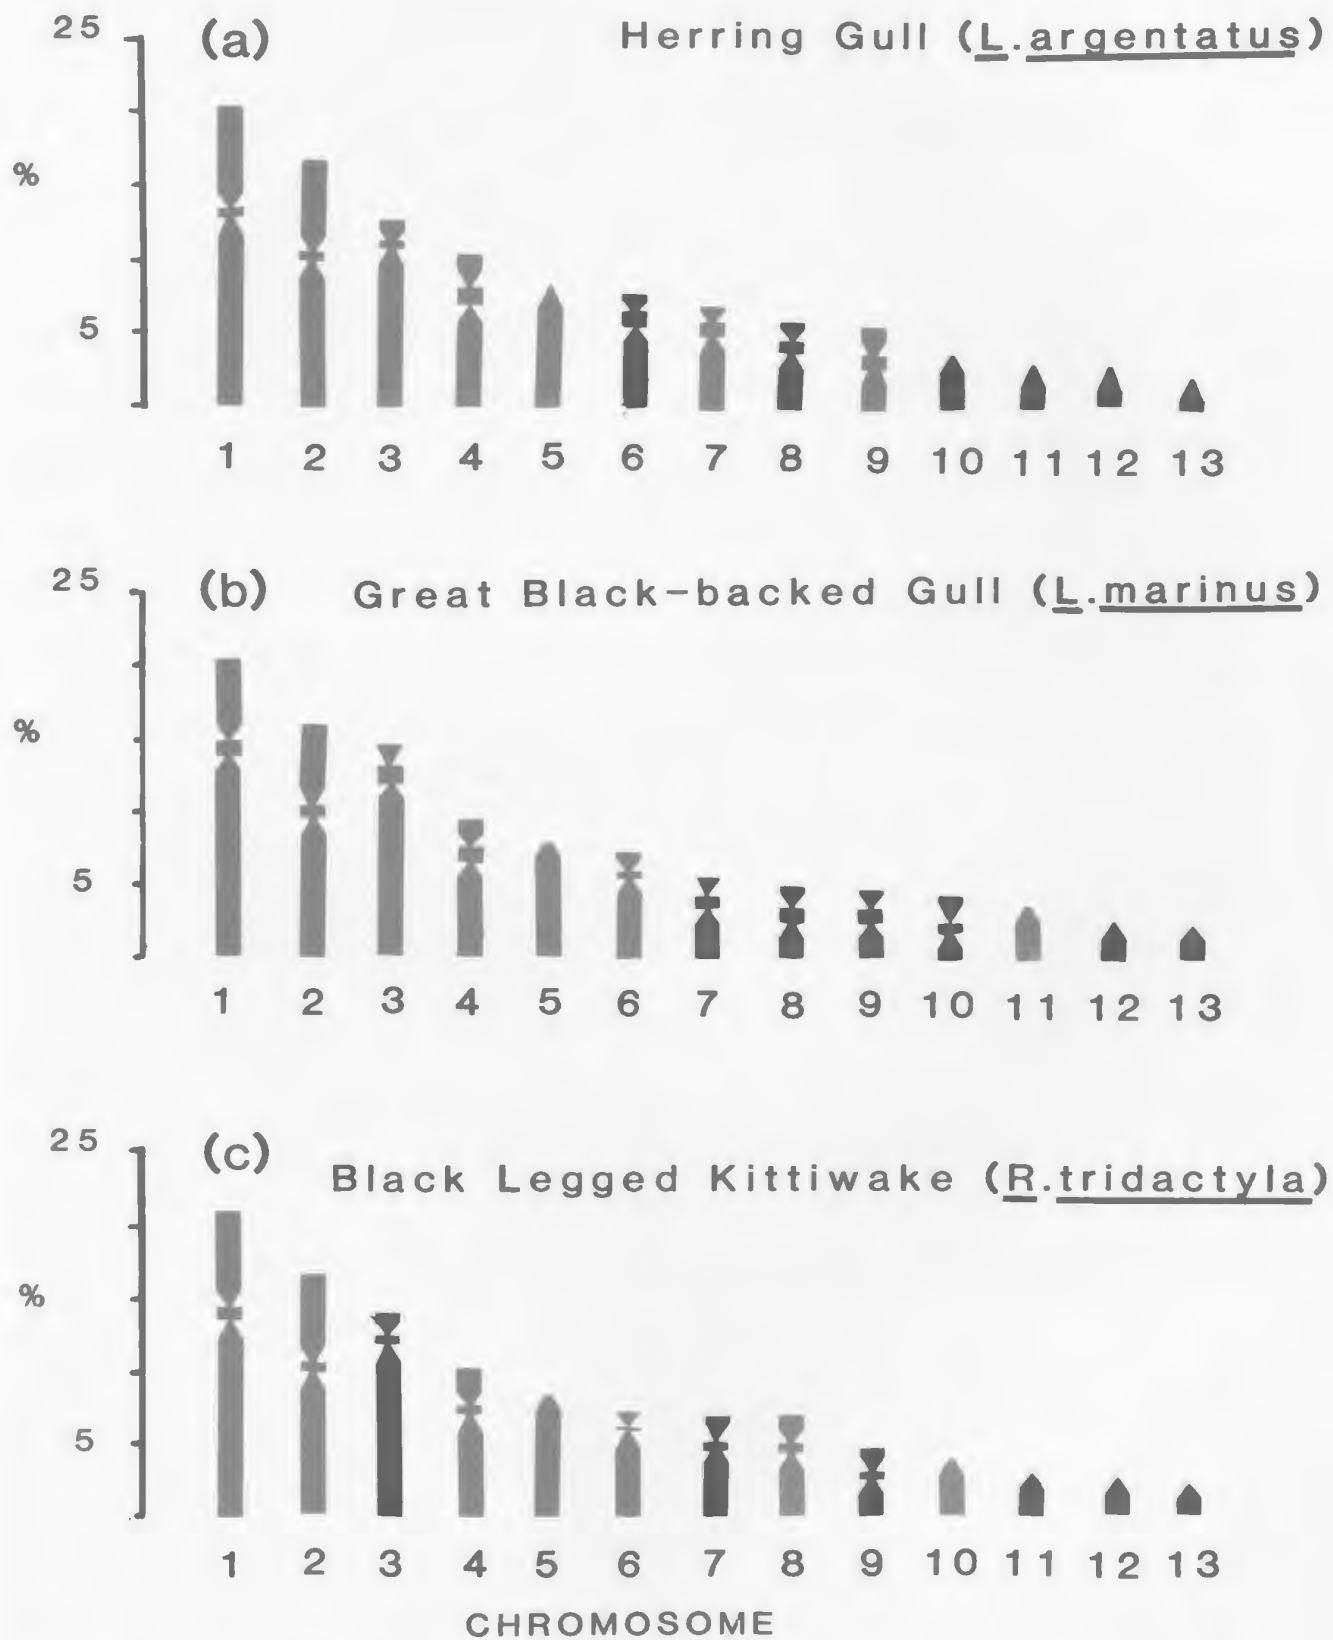 25
(a) Herring Gull (L.argentatus)
%
5
1 2 3 4 5 6 7 8 9 10 11 12 13
25
(b) Great Black-backed Gull (L.marinus)
%
5
1 2 3 4 5 6 7 8 9 10 11 12 13
25
(c) Black Legged Kittiwake (R.tridactyla)
%
5
1 2 3 4 5 6 7 8 9 10 11 12 13
CHROMOSOME